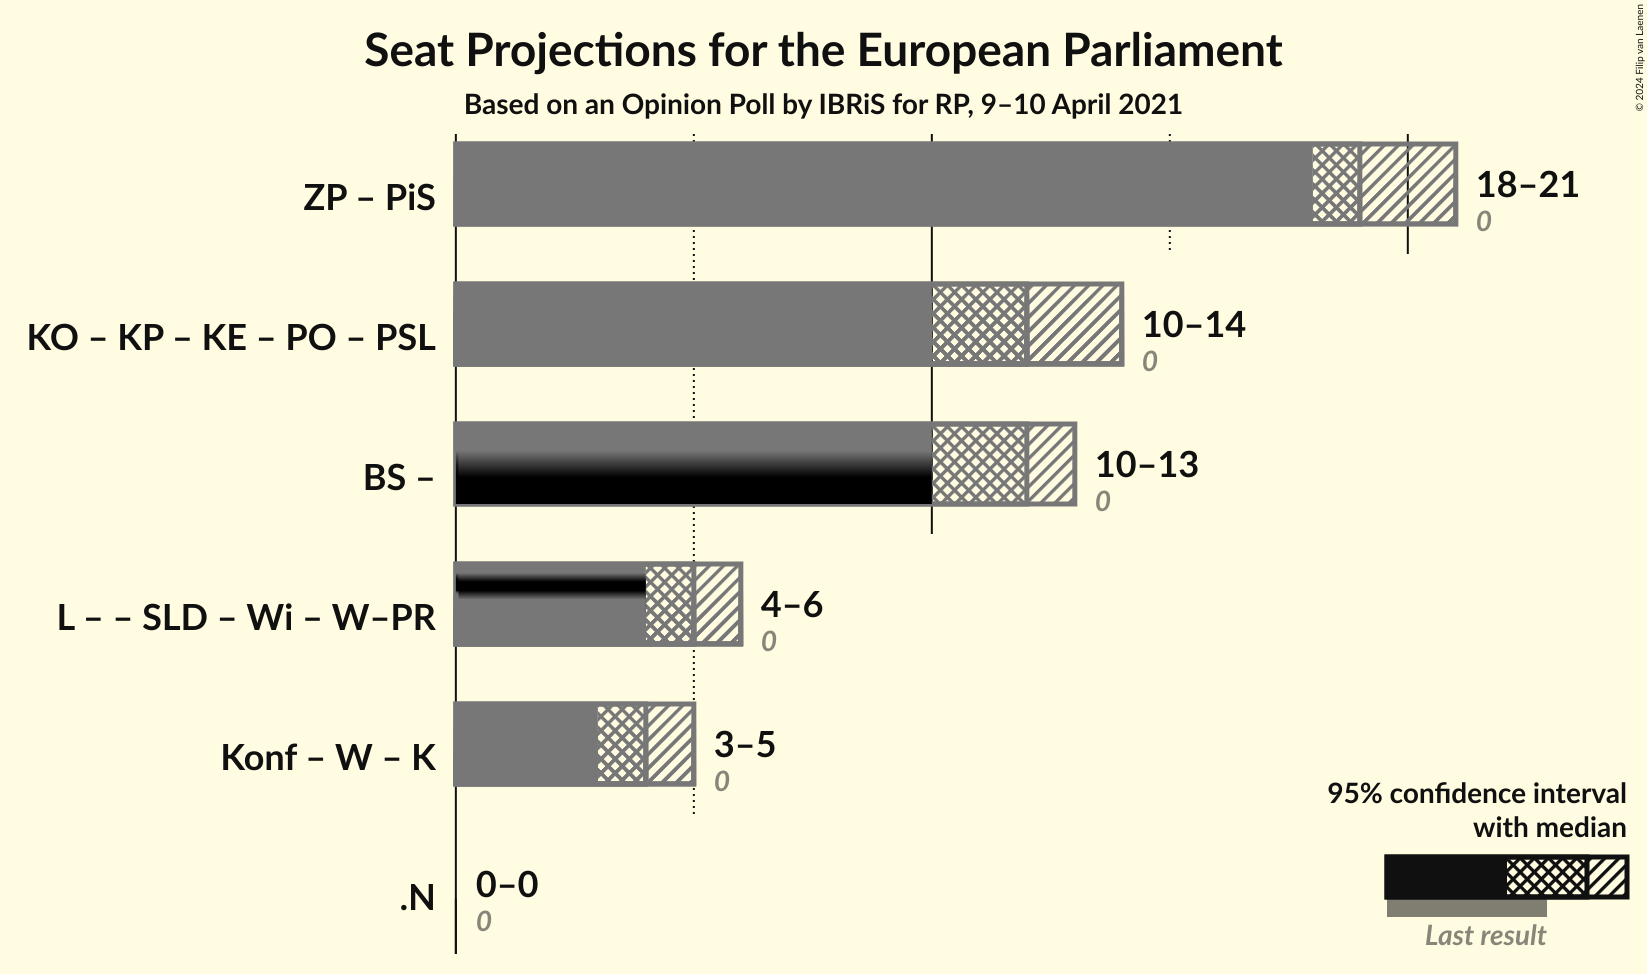 Seat Projections for the European Parliament
Based on an Opinion Poll by IBRiS for RP, 9–10 April 2021
© 2024 Filip van Laenen
ZP – PiS
18–21
0
KO – KP – KE – PO – PSL
10–14
0
BS –
10–13
0
L – – SLD – Wi – W–PR
4–6
0
Konf – W – K
3–5
0
.N
0–0
0
95% confidence interval
with median
Last result